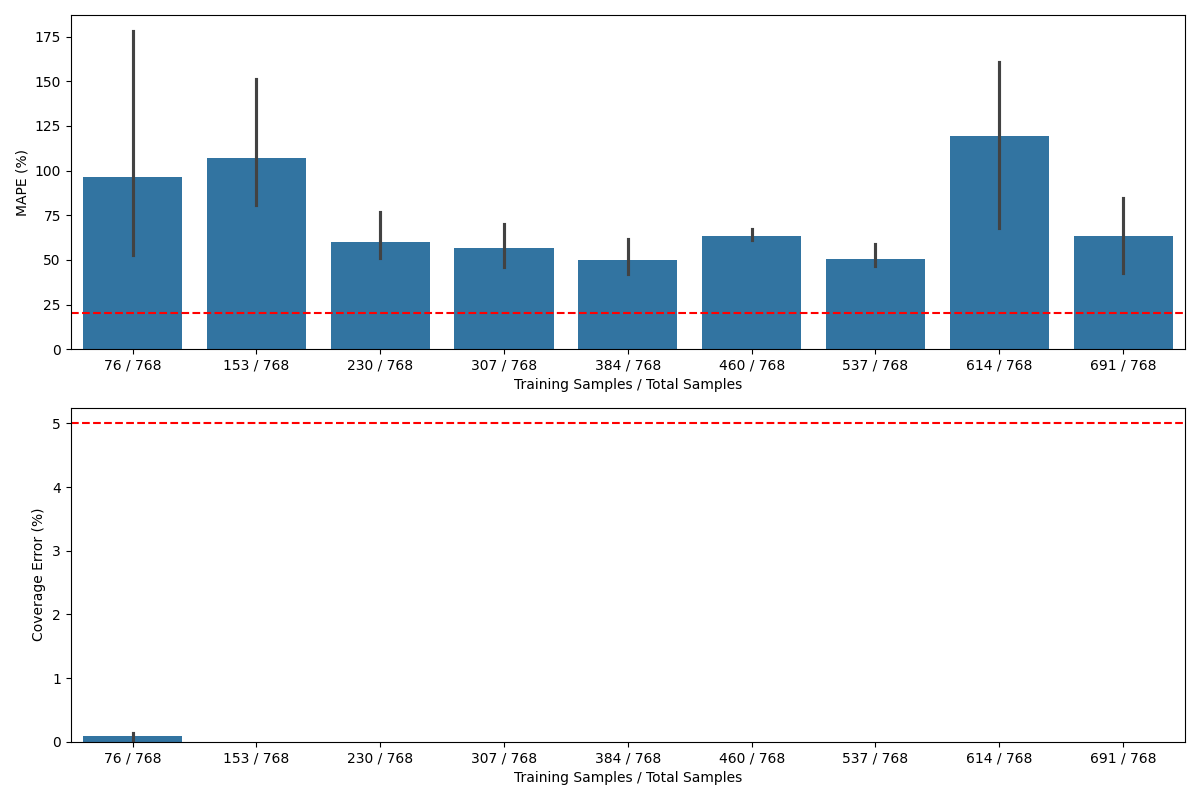 MAPE (%)
175
150
125
100
75
50
25
0
76 / 768 153 / 768 230 / 768 307 / 768 384 / 768 460 / 768 537 / 768 614 / 768 691 / 768
Training Samples / Total Samples
Coverage Error (%)
5
4
3
2
1
0
76 / 768 153 / 768 230 / 768 307 / 768 384 / 768 460 / 768 537 / 768 614 / 768 691 / 768
Training Samples / Total Samples